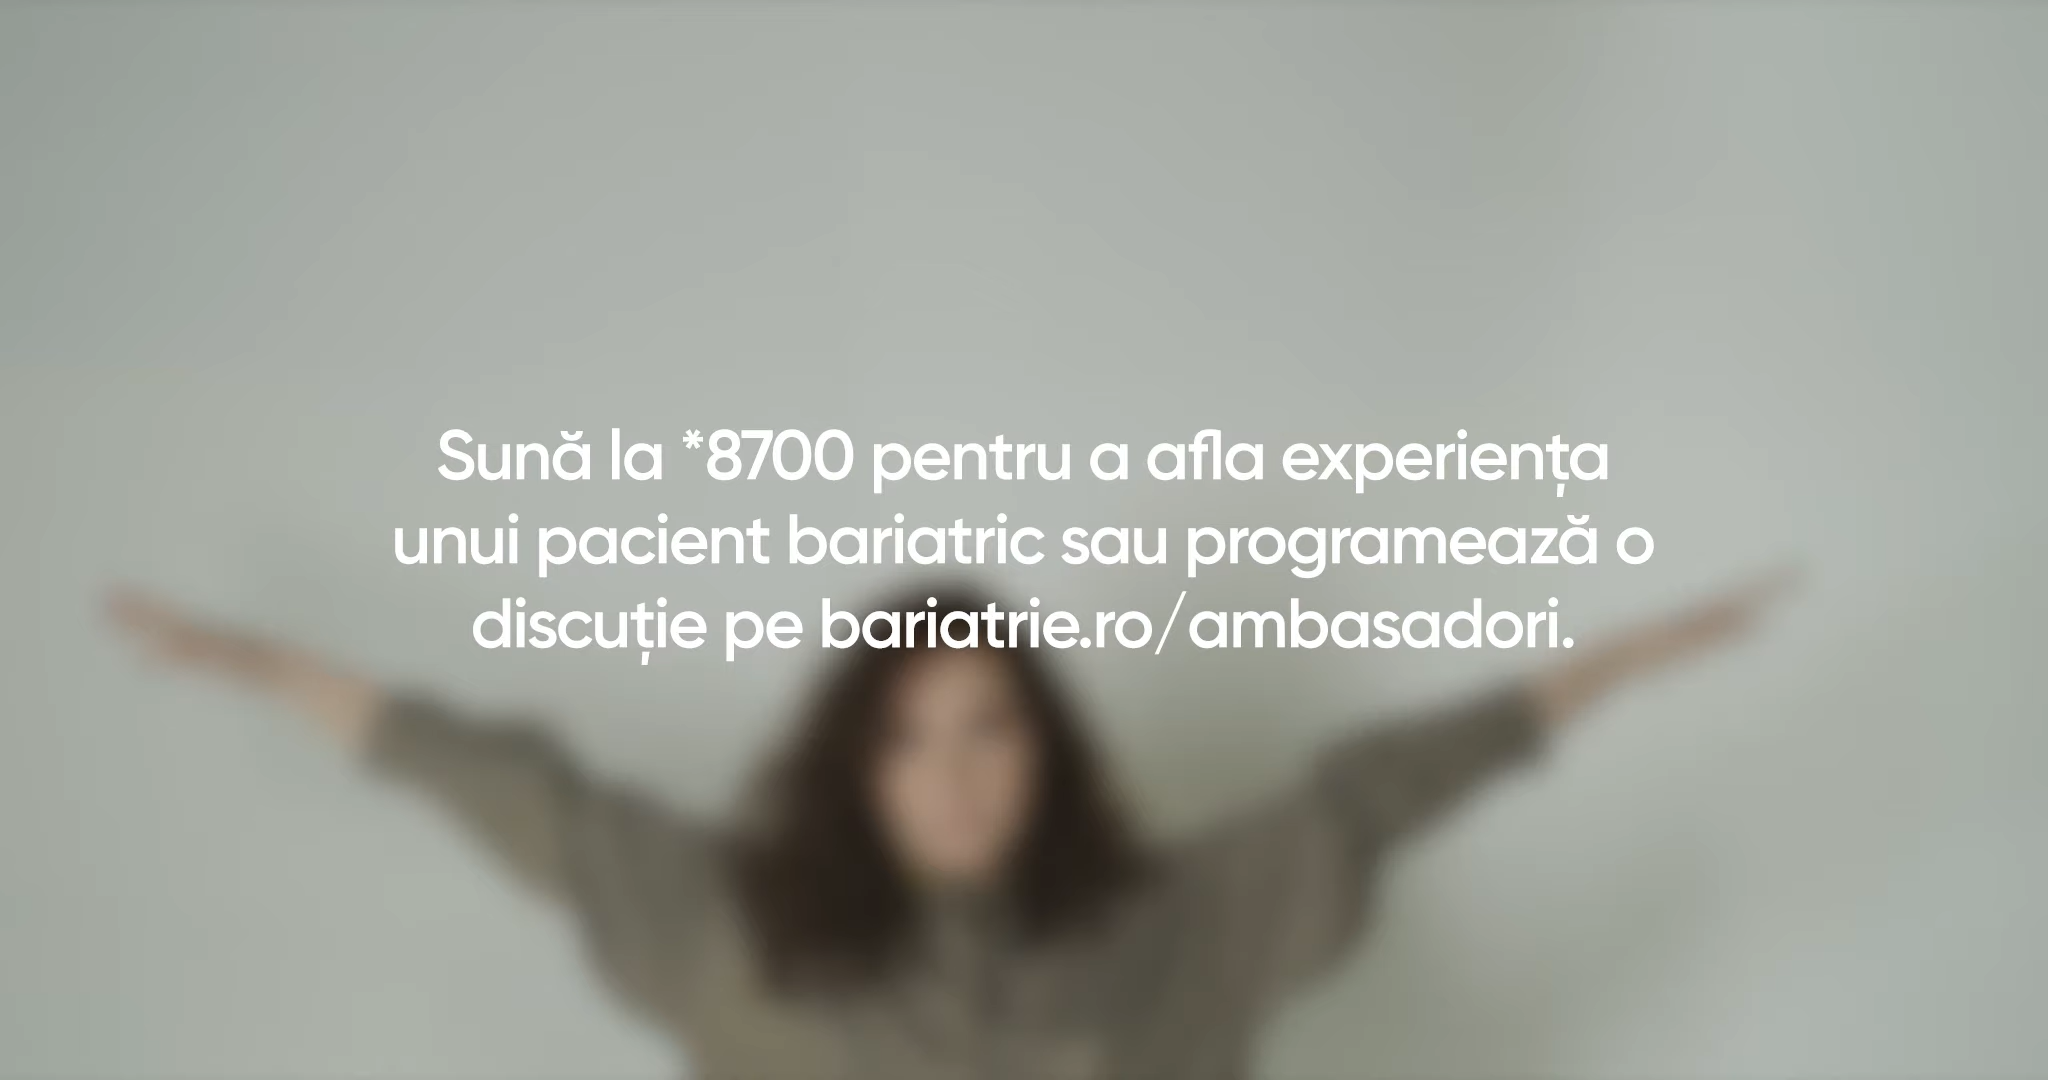 Sună la *8700 pentru a afla experiența
unui pacient bariatric sau programează o
discuție pe bariatrie.ro/ambasadori.